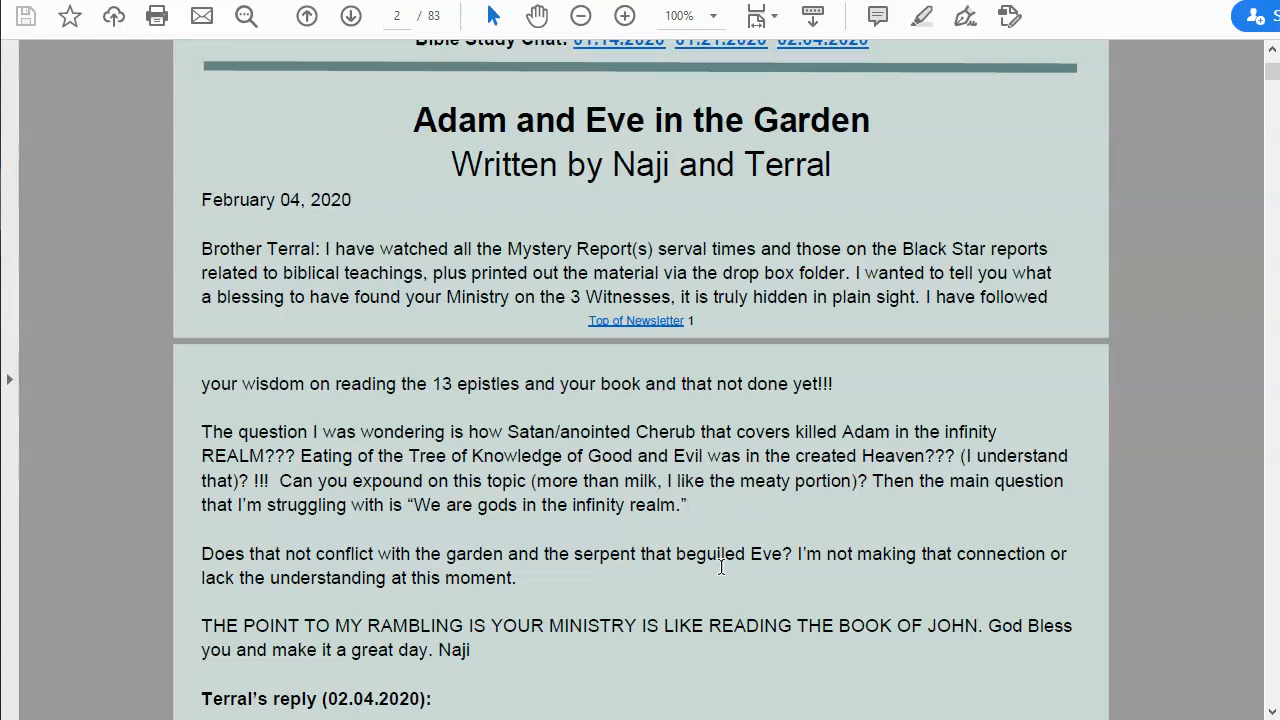 2 / 83
100%
S
Bible Study Chat: 01.14.2020 01.21.2020 02.04.2020
Adam and Eve in the Garden
Written by Naji and Terral
February 04, 2020
Brother Terral: I have watched all the Mystery Report(s) serval times and those on the Black Star reports
related to biblical teachings, plus printed out the material via the drop box folder. I wanted to tell you what
a blessing to have found your Ministry on the 3 Witnesses, it is truly hidden in plain sight. I have followed
Top of Newsletter 1
your wisdom on reading the 13 epistles and your book and that not done yet!!!
The question I was wondering is how Satan/anointed Cherub that covers killed Adam in the infinity
REALM??? Eating of the Tree of Knowledge of Good and Evil was in the created Heaven??? (I understand
that)? !!! Can you expound on this topic (more than milk, I like the meaty portion)? Then the main question
that I'm struggling with is “We are gods in the infinity realm.”
Does that not conflict with the garden and the serpent that beguiled Eve? I'm not making that connection or
lack the understanding at this moment.
THE POINT TO MY RAMBLING IS YOUR MINISTRY IS LIKE READING THE BOOK OF JOHN. God Bless
you and make it a great day. Naji
Terral’s reply (02.04.2020):